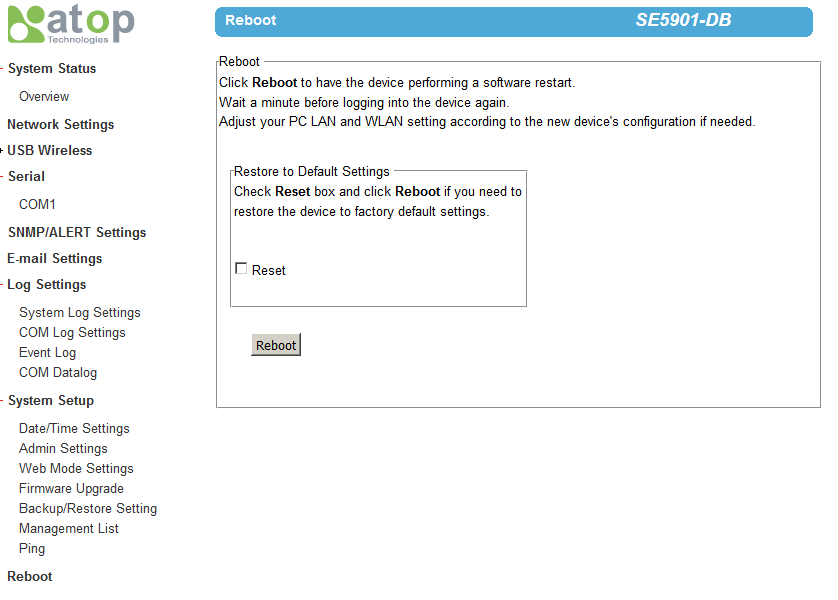 atop
Technologies
Reboot
SE5901-DB
System Status
Overview
Network Settings
USB Wireless
Serial
COM1
SNMP/ALERT Settings
E-mail Settings
Log Settings
System Log Settings
COM Log Settings
Event Log
COM Datalog
System Setup
Date/Time Settings
Admin Settings
Web Mode Settings
Firmware Upgrade
Backup/Restore Setting
Management List
Ping
Reboot
Reboot
Click Reboot to have the device performing a software restart.
Wait a minute before logging into the device again.
Adjust your PC LAN and WLAN setting according to the new device's configuration if needed.
Restore to Default Settings
Check Reset box and click Reboot if you need to
restore the device to factory default settings.
Reset
Reboot